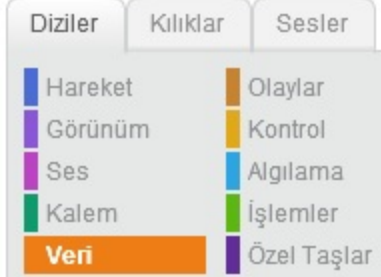 Diziler Kılıklar Sesler
Hareket Olaylar
Görünüm Kontrol
Ses Algılama
Kalem İşlemler
Veri Özel Taşlar